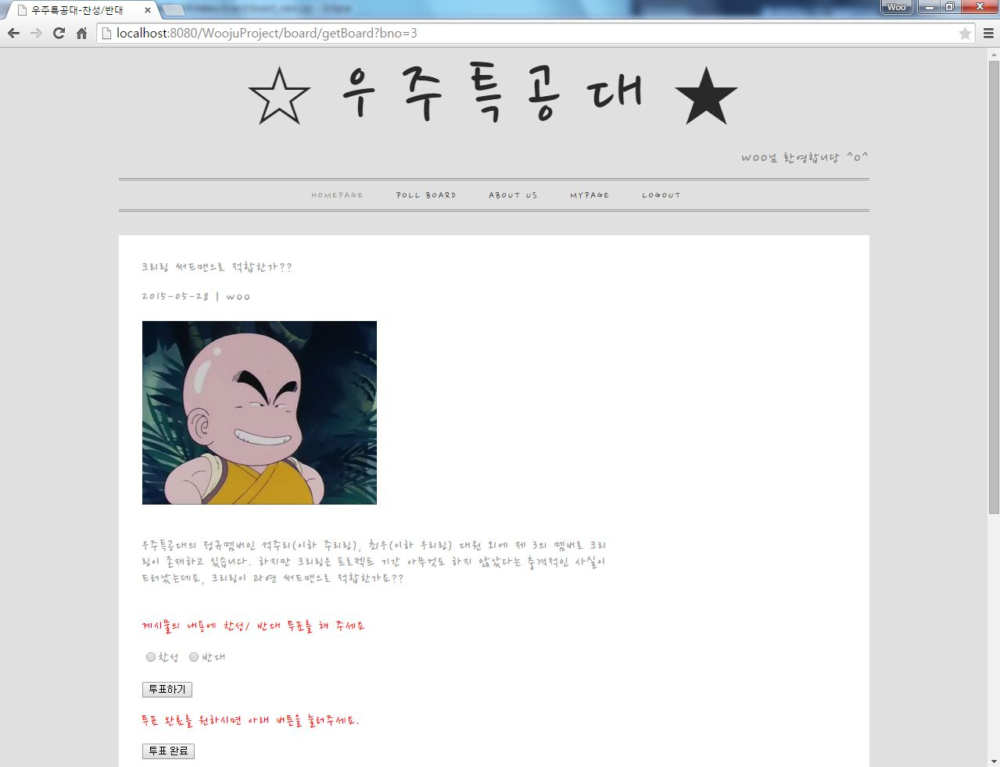 우주특공대-찬성/반대
Woo
localhost:8080/WoojuProject/board/getBoard?bno=3
☆ 우 주 특 공 대 ★
woo님 환영합니당 ^o^
HOMEPAGE POLL BOARD ABOUT US MYPAGE LOGOUT
크리링 써드맨으로 적합한가??
2015-05-28 | woo
우주특공대의 정규멤버인 석주리(이하 주리링), 최우(이하 우리링) 대원 외에 제 3의 멤버로 크리
링이 존재하고 있습니다. 하지만 크리링은 프로젝트 기간 아무것도 하지 않았다는 충격적인 사실이
드러났는데요, 크리링이 과연 써드맨으로 적합한가요??
게시물의 내용에 찬성/ 반대 투표를 해 주세요
찬성 반대
투표하기
투표 완료를 원하시면 아래 버튼을 눌러주세요.
투표 완료